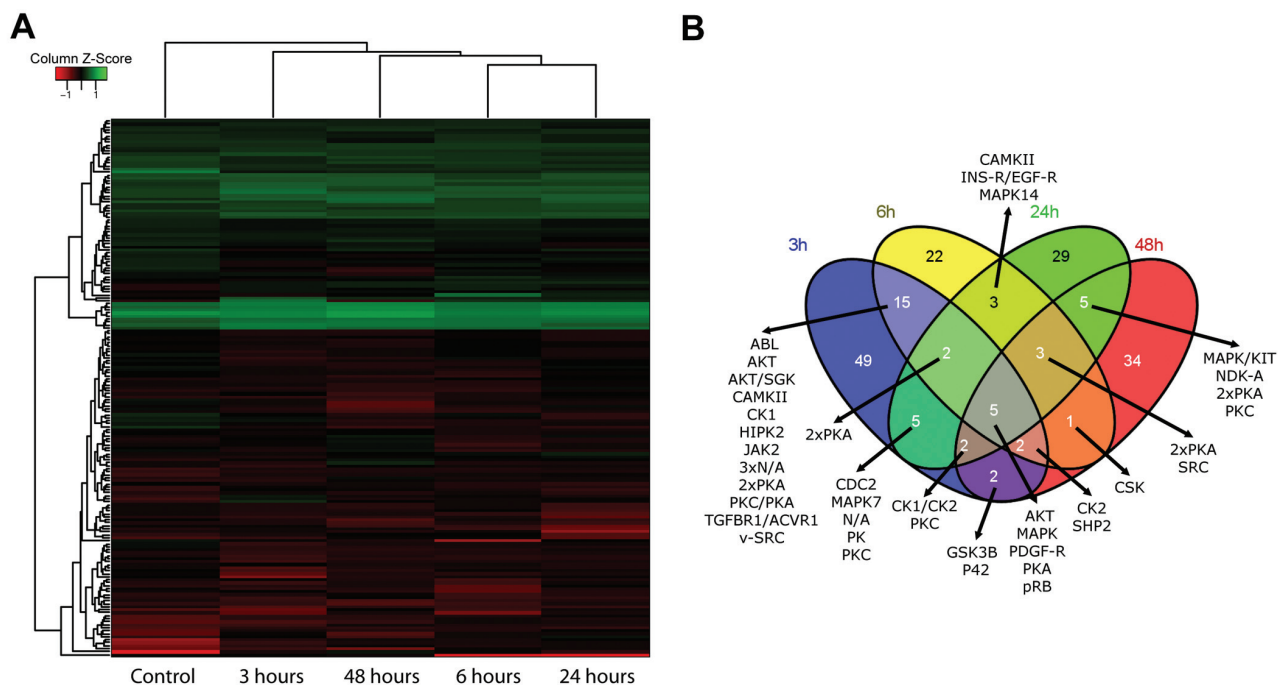 A
Column Z-Score
−1 1
Control 3 hours 48 hours 6 hours 24 hours
B
CAMKII
INS-R/EGF-R
MAPK14
6h
24h
3h
48h
22
29
15
3
5
49
2
3
34
5
5
1
2
2
2
ABL
AKT
AKT/SGK
CAMKII
CK1
HIPK2
JAK2
3xN/A
2xPKA
PKC/PKA
TGFBR1/ACVR1
v-SRC
2xPKA
CDC2
MAPK7
N/A
PK
PKC
CK1/CK2
PKC
GSK3B
P42
AKT
MAPK
PDGF-R
PKA
pRB
CK2
SHP2
CSK
2xPKA
SRC
MAPK/KIT
NDK-A
2xPKA
PKC